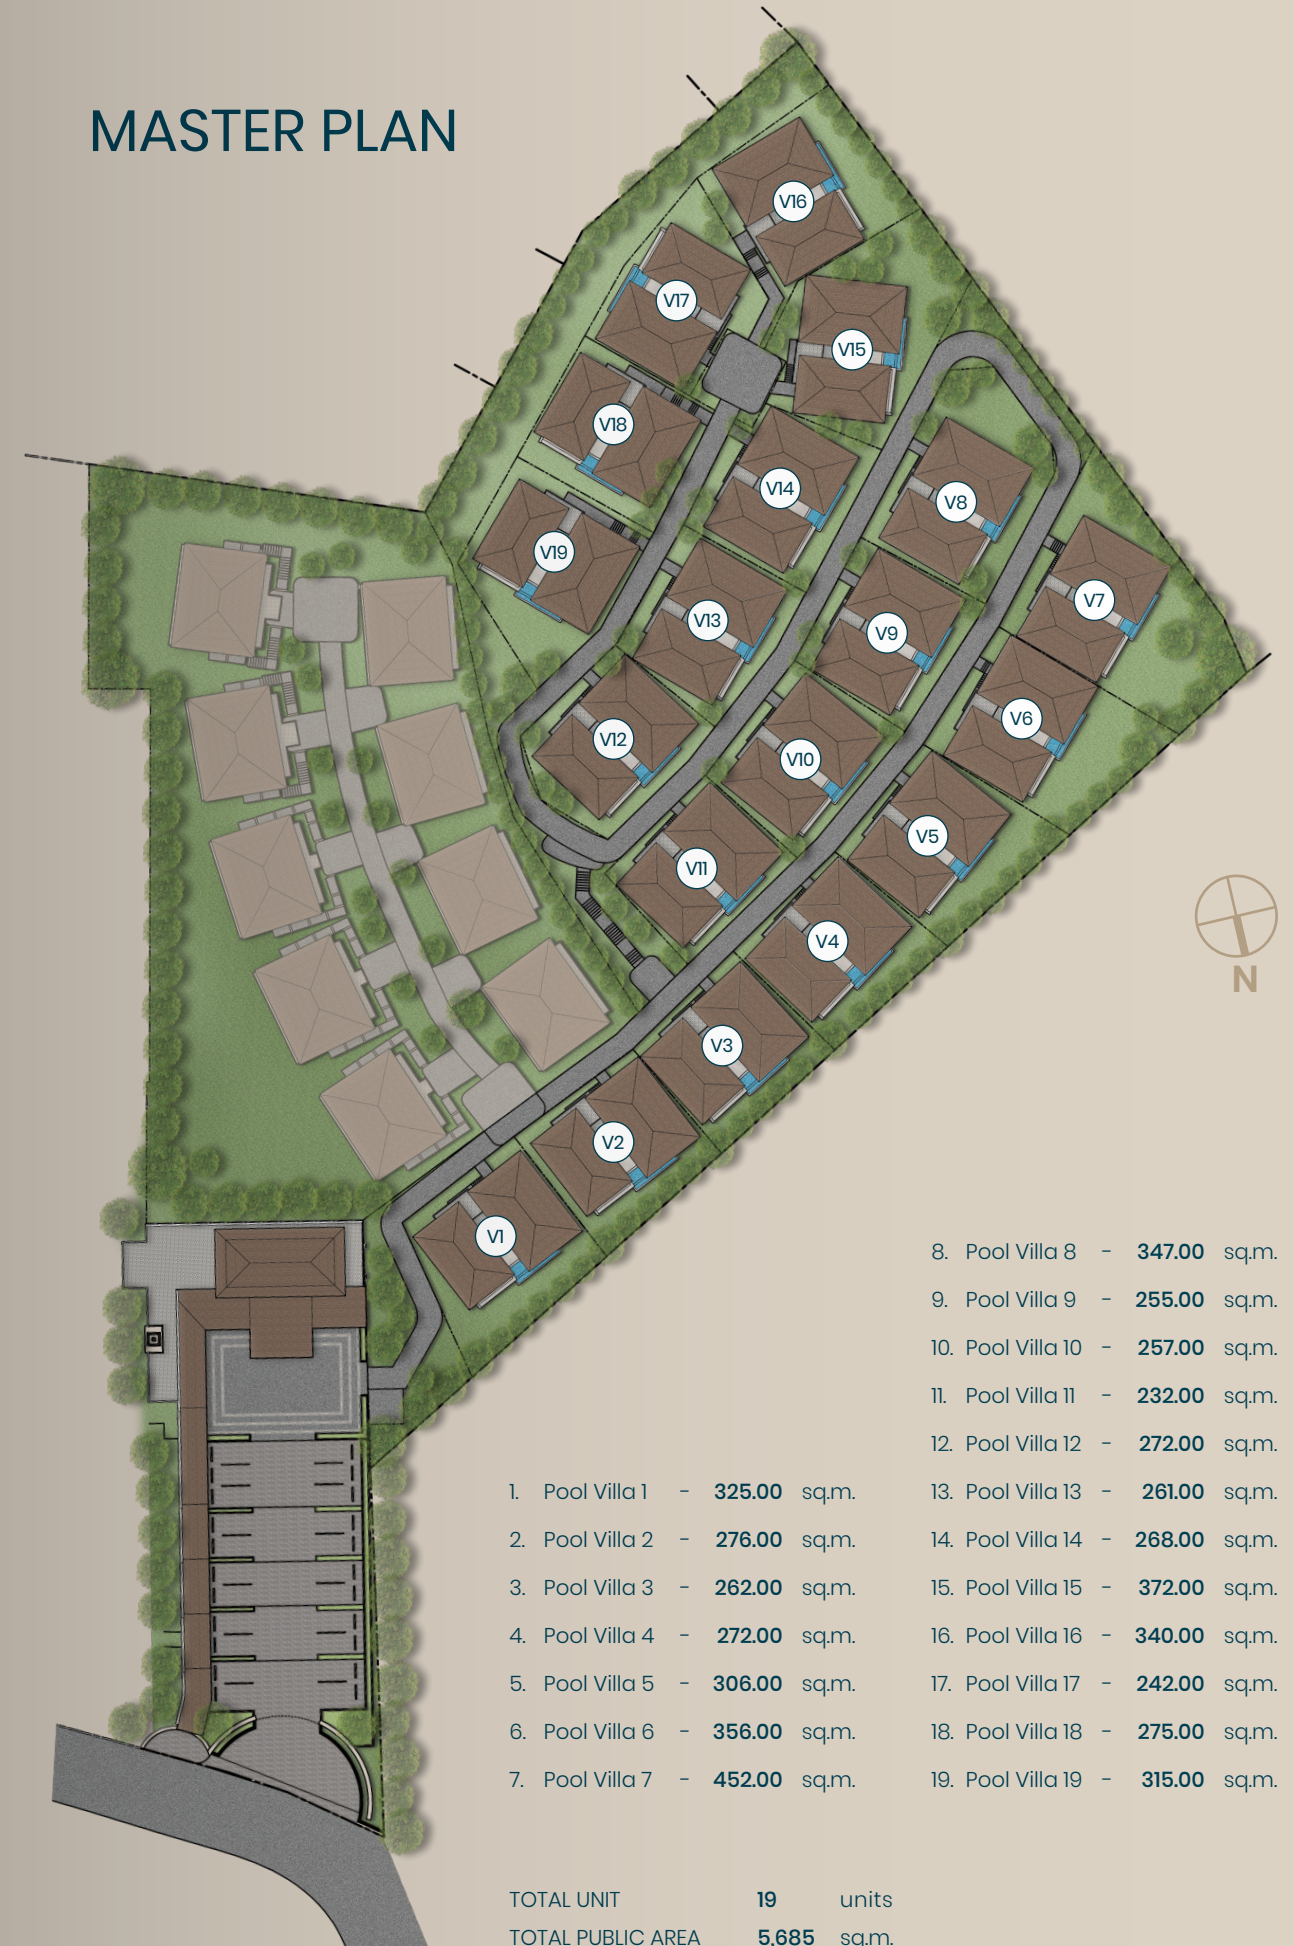 MASTER PLAN
V16
V17
V15
V18
V14
V8
V19
V7
V13
V9
V6
V12
V10
V5
V11
V4
V3
V2
V1
N
1. Pool Villa 1 - 325.00 sq.m.
2. Pool Villa 2 - 276.00 sq.m.
3. Pool Villa 3 - 262.00 sq.m.
4. Pool Villa 4 - 272.00 sq.m.
5. Pool Villa 5 - 306.00 sq.m.
6. Pool Villa 6 - 356.00 sq.m.
7. Pool Villa 7 - 452.00 sq.m.
8. Pool Villa 8 - 347.00 sq.m.
9. Pool Villa 9 - 255.00 sq.m.
10. Pool Villa 10 - 257.00 sq.m.
11. Pool Villa 11 - 232.00 sq.m.
12. Pool Villa 12 - 272.00 sq.m.
13. Pool Villa 13 - 261.00 sq.m.
14. Pool Villa 14 - 268.00 sq.m.
15. Pool Villa 15 - 372.00 sq.m.
16. Pool Villa 16 - 340.00 sq.m.
17. Pool Villa 17 - 242.00 sq.m.
18. Pool Villa 18 - 275.00 sq.m.
19. Pool Villa 19 - 315.00 sq.m.
TOTAL UNIT 19 units
TOTAL PUBLIC AREA 5,685 sq.m.